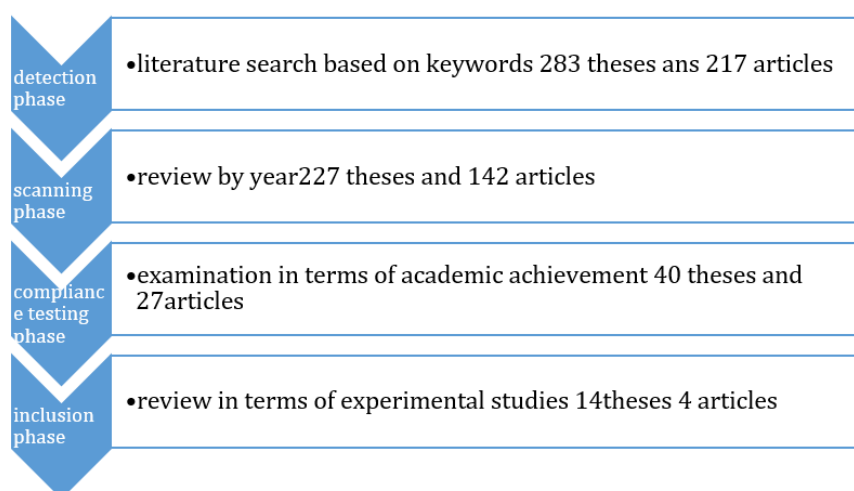 detection
phase
•literature search based on keywords 283 theses ans 217 articles
scanning
phase
•review by year227 theses and 142 articles
complianc
e testing
phase
•examination in terms of academic achievement 40 theses and
27articles
inclusion
phase
•review in terms of experimental studies 14theses 4 articles